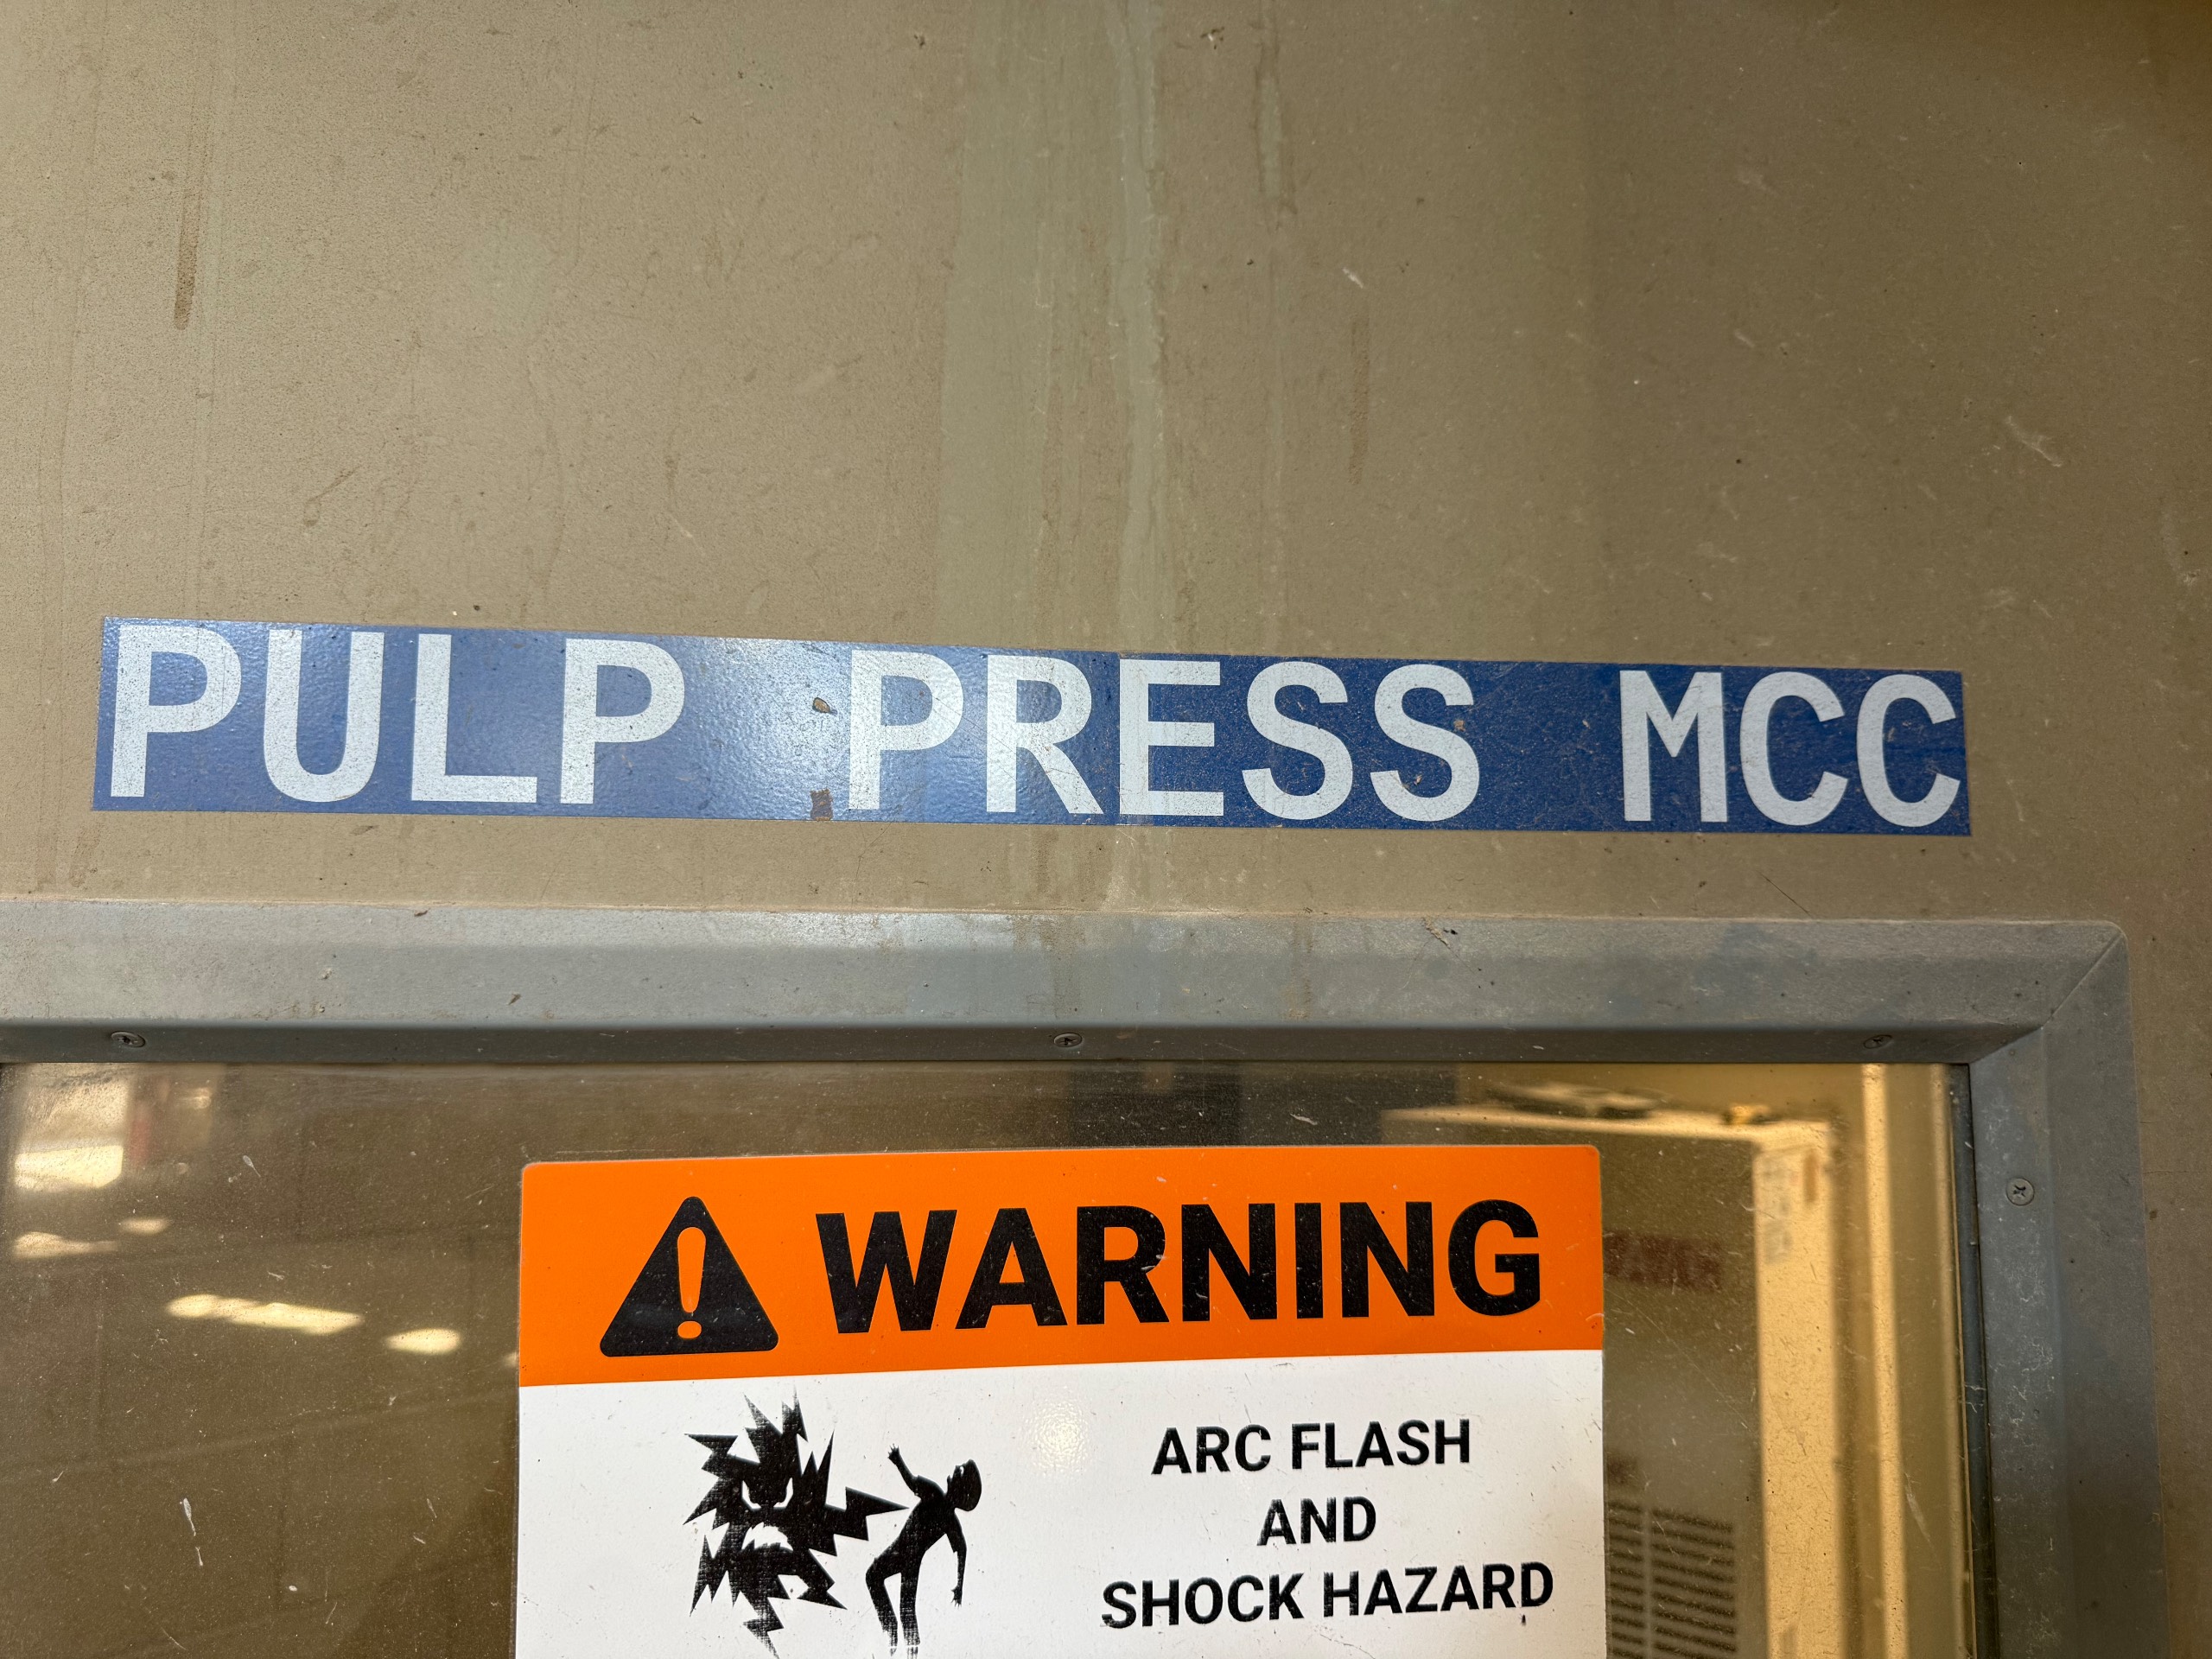 PULP PRESS MCC
WARNING
ARC FLASH
AND
SHOCK HAZARD